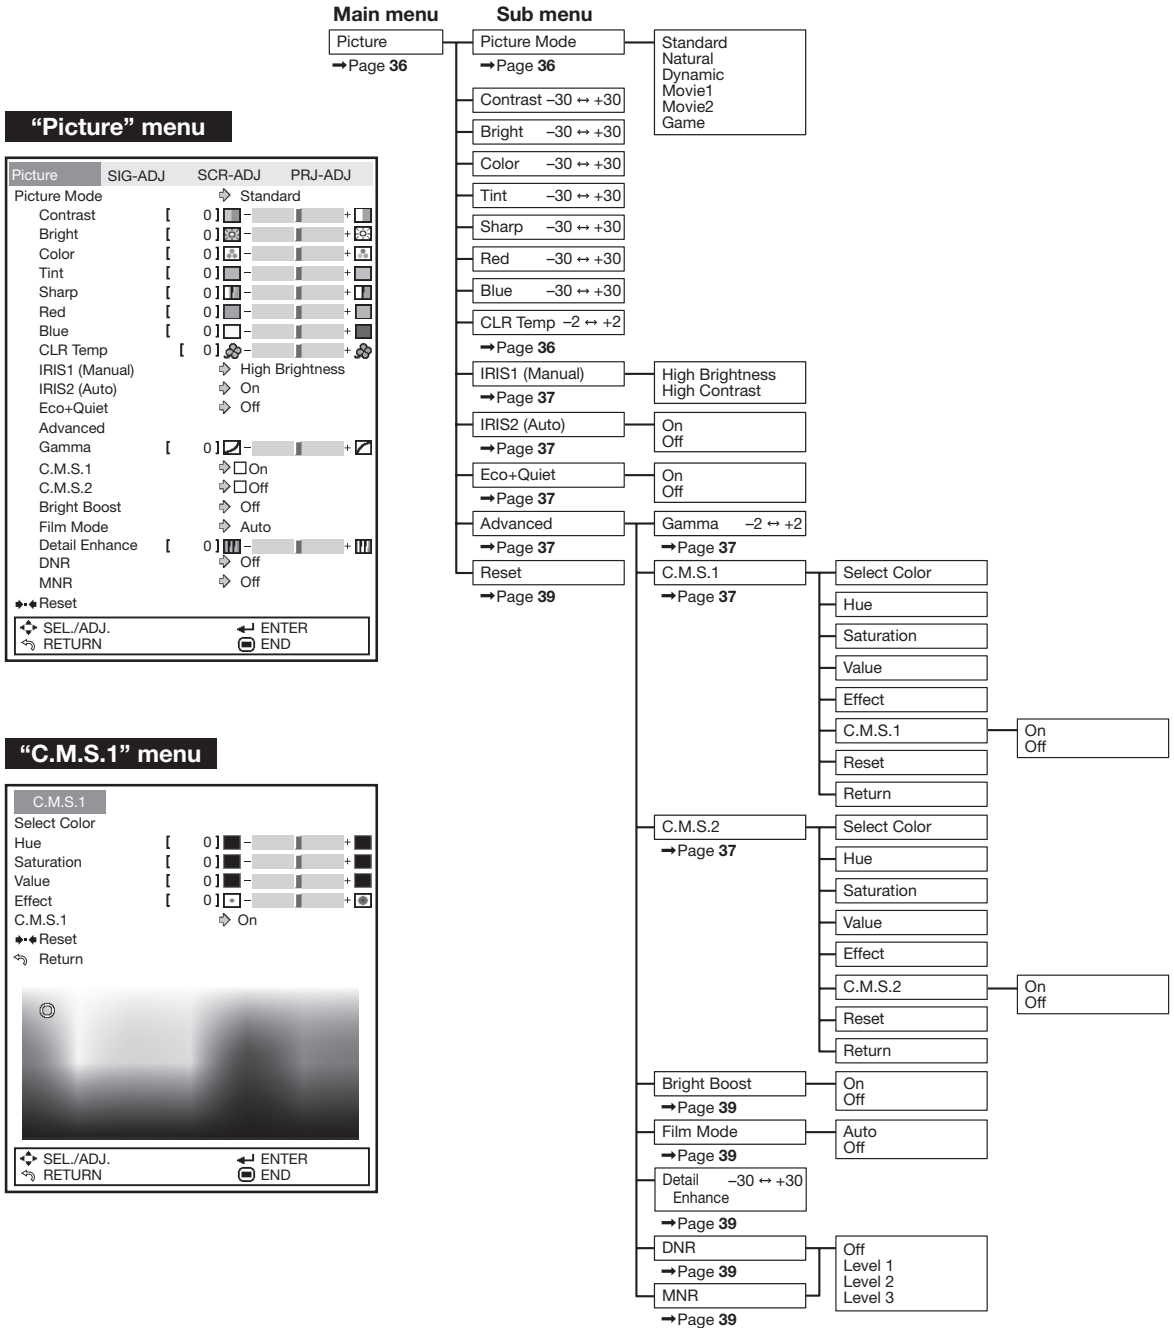 Main menu Sub menu
Picture
➞Page 36
Picture Mode
➞Page 36
Standard
Natural
Dynamic
Movie1
Movie2
Game
Contrast –30 ↔ +30
Bright –30 ↔ +30
Color –30 ↔ +30
Tint –30 ↔ +30
Sharp –30 ↔ +30
Red –30 ↔ +30
Blue –30 ↔ +30
CLR Temp –2 ↔ +2
➞Page 36
IRIS1 (Manual)
➞Page 37
High Brightness
High Contrast
IRIS2 (Auto)
➞Page 37
On
Off
Eco+Quiet
➞Page 37
On
Off
Advanced
➞Page 37
Reset
➞Page 39
Gamma –2 ↔ +2
➞Page 37
C.M.S.1
➞Page 37
Select Color
Hue
Saturation
Value
Effect
C.M.S.1
On
Off
Reset
Return
C.M.S.2
➞Page 37
Select Color
Hue
Saturation
Value
Effect
C.M.S.2
On
Off
Reset
Return
Bright Boost
➞Page 39
On
Off
Film Mode
➞Page 39
Auto
Off
Detail –30 ↔ +30
Enhance
➞Page 39
DNR
➞Page 39
MNR
➞Page 39
Off
Level 1
Level 2
Level 3
“Picture” menu
Picture SIG-ADJ SCR-ADJ PRJ-ADJ
Picture Mode Standard
Contrast [ 0 ] – +
Bright [ 0 ] – +
Color [ 0 ] – +
Tint [ 0 ] – +
Sharp [ 0 ] – +
Red [ 0 ] – +
Blue [ 0 ] – +
CLR Temp [ 0 ] – +
IRIS1 (Manual) High Brightness
IRIS2 (Auto) On
Eco+Quiet Off
Advanced
Gamma [ 0 ] – +
C.M.S.1 On
C.M.S.2 Off
Bright Boost Off
Film Mode Auto
Detail Enhance [ 0 ] – +
DNR Off
MNR Off
Reset
SEL./ADJ. ENTER
RETURN END
“C.M.S.1” menu
C.M.S.1
Select Color
Hue [ 0 ] – +
Saturation [ 0 ] – +
Value [ 0 ] – +
Effect [ 0 ] – +
C.M.S.1 On
Reset
Return
SEL./ADJ. ENTER
RETURN END